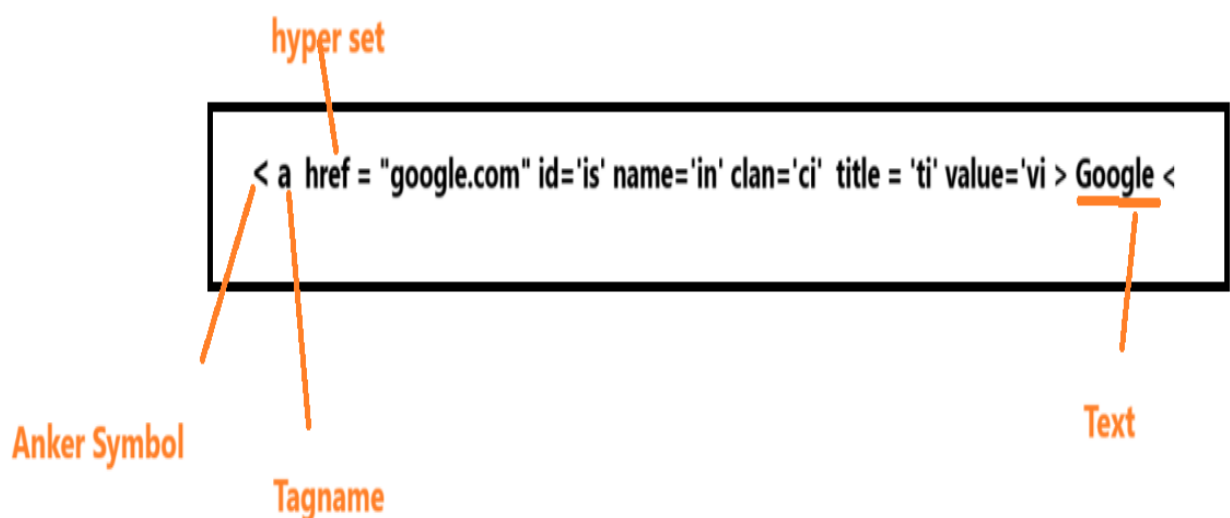 hyper set
< a href = "google.com" id='is' name='in' clan='ci' title = 'ti' value='vi > Google <
Anker Symbol
Text
Tagname